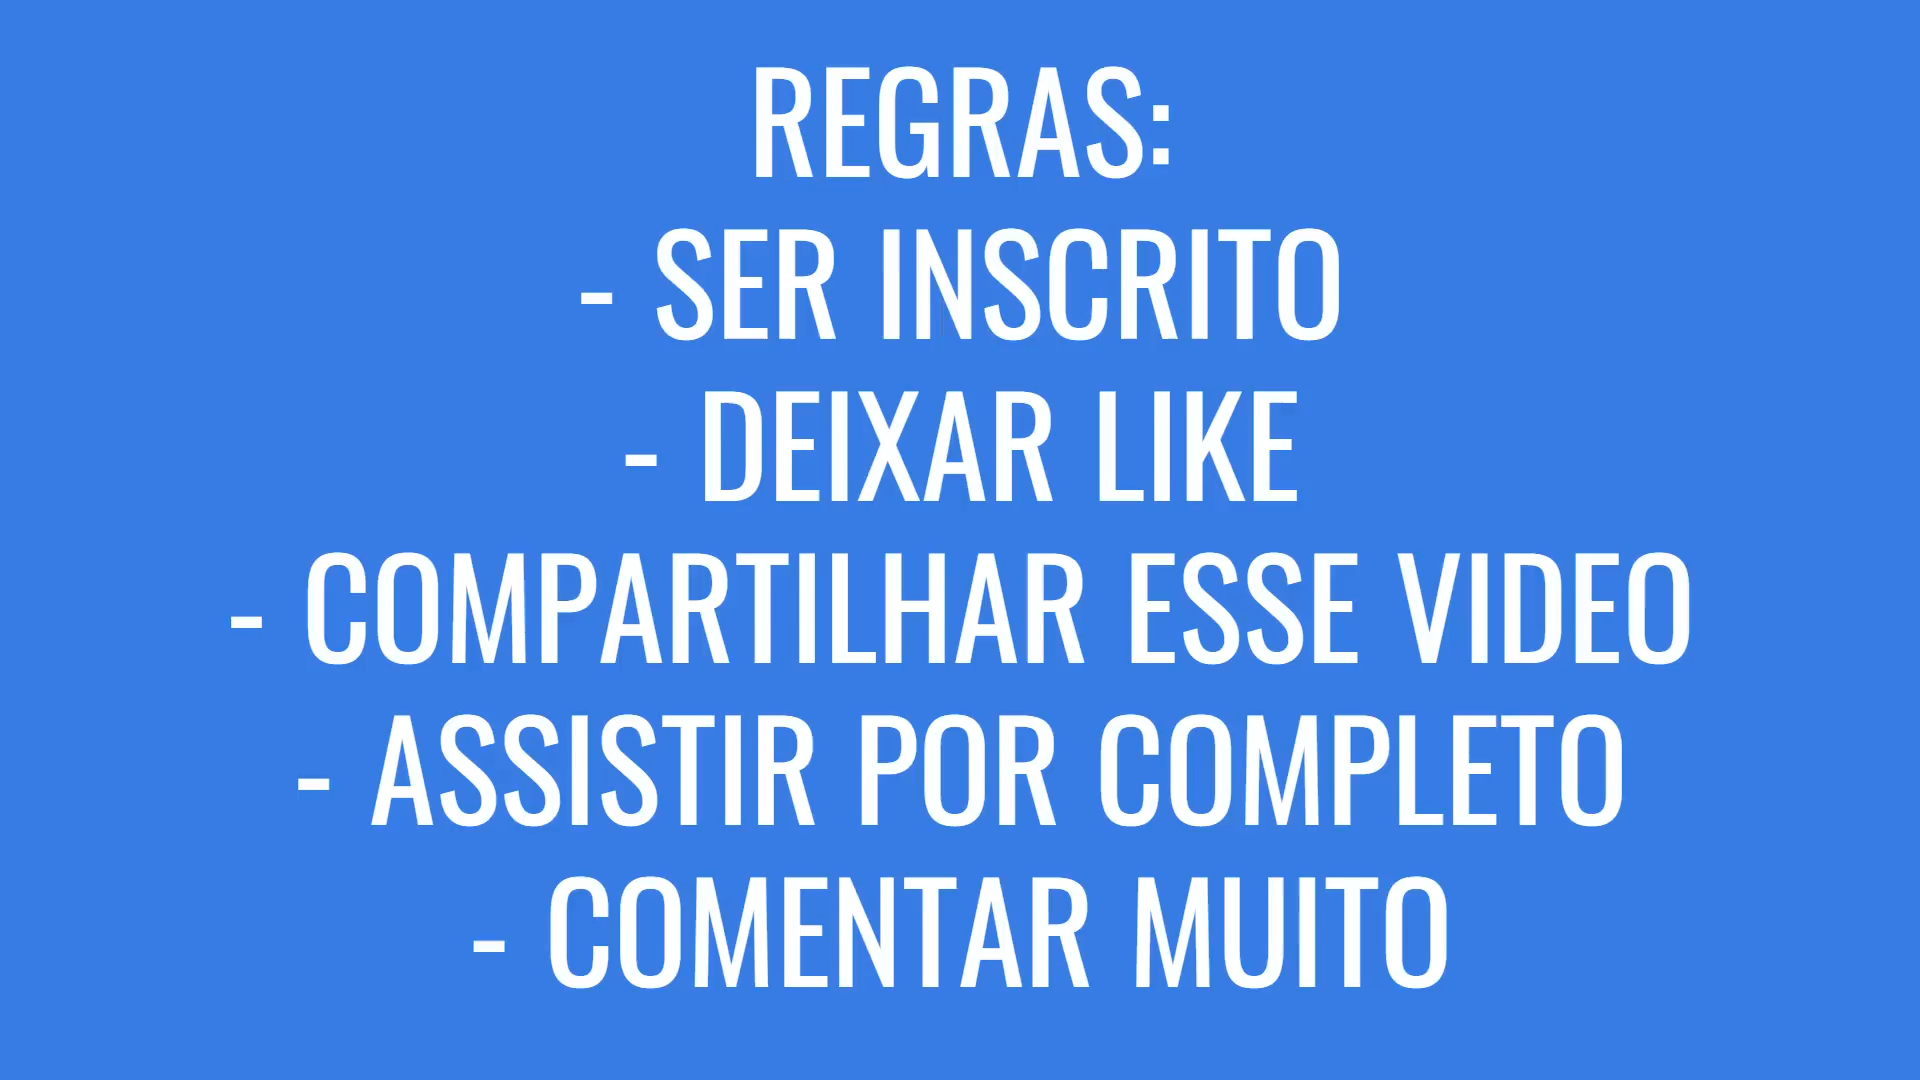 REGRAS:
- SER INSCRITO
- DEIXAR LIKE
- COMPARTILHAR ESSE VIDEO
- ASSISTIR POR COMPLETO
- COMENTAR MUITO